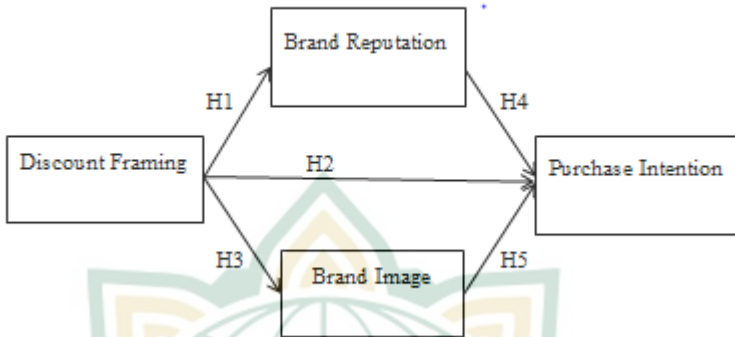 Brand Reputation
H1
H4
Discount Framing
H2
Purchase Intention
H3
Brand Image
H5